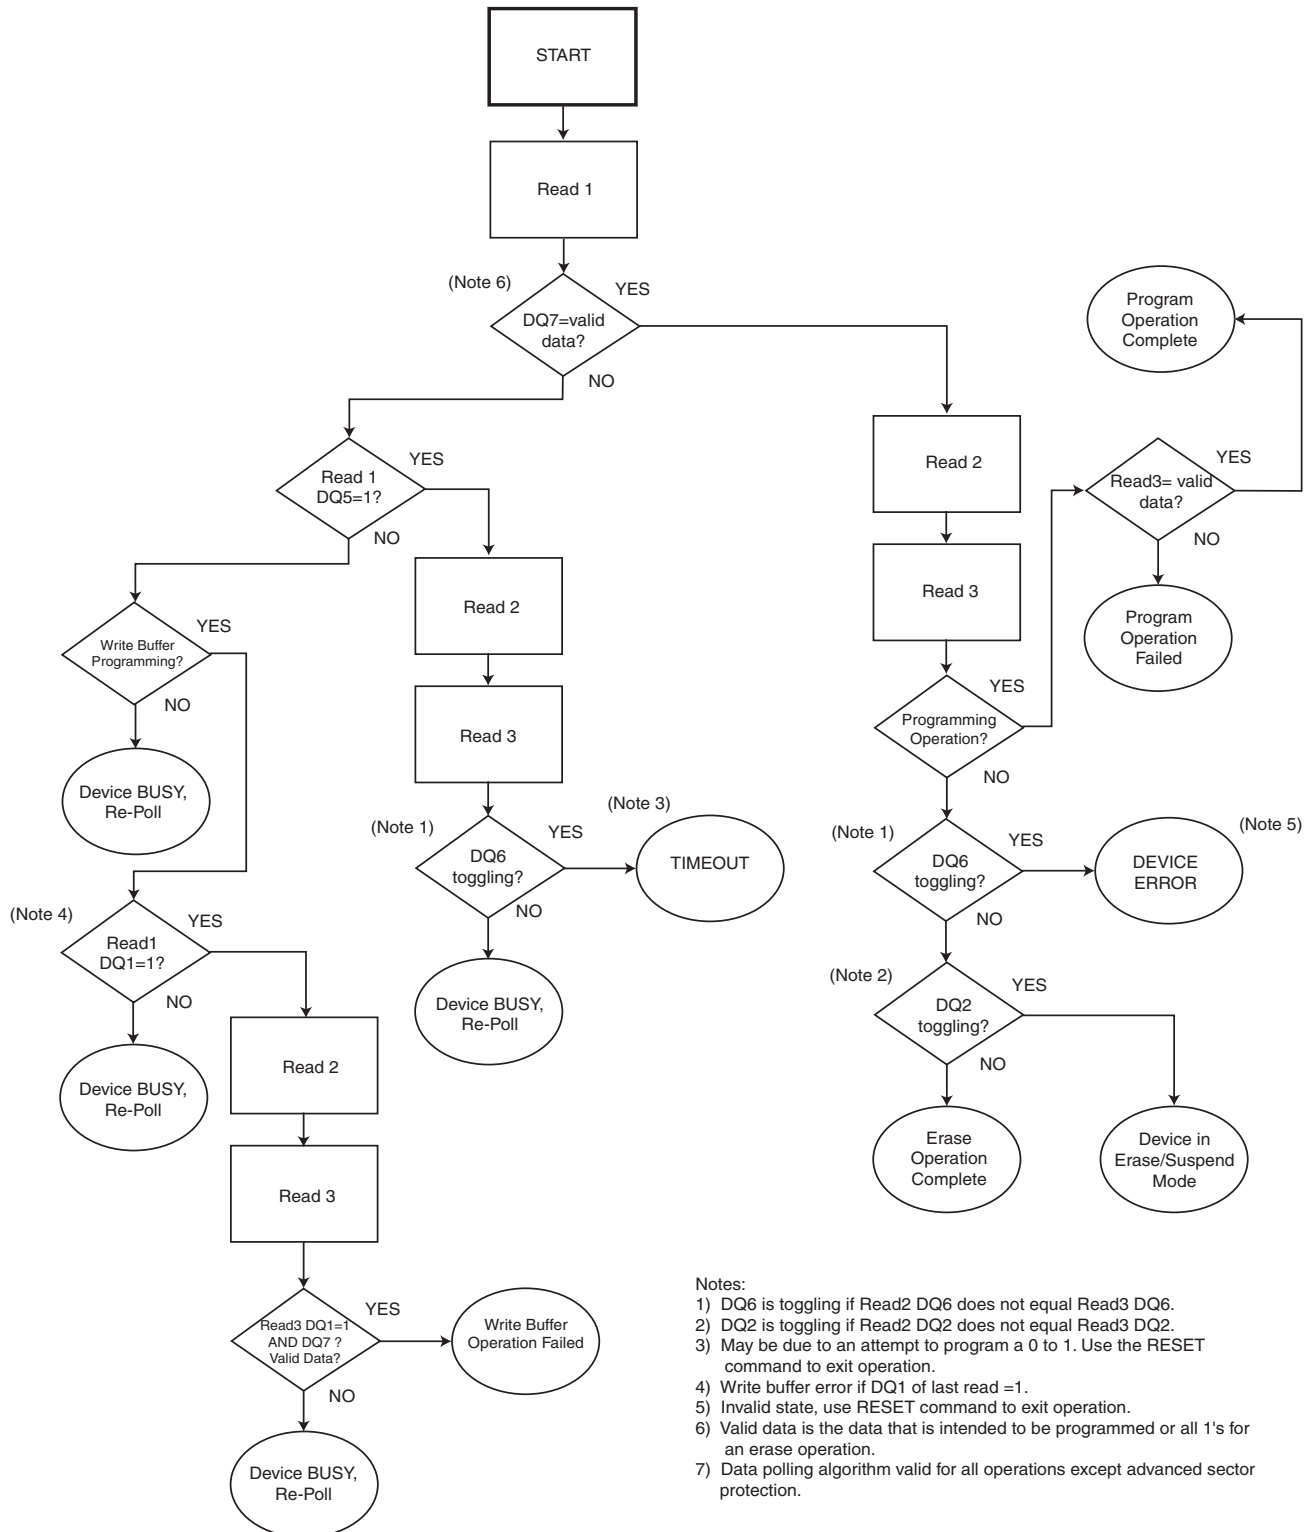 START
Read 1
(Note 6)
YES
DQ7=valid
data?
NO
Program
Operation
Complete
Read 1
DQ5=1?
YES
NO
Read 2
Read3= valid
data?
YES
NO
Write Buffer
Programming?
YES
NO
Read 2
Read 3
Program
Operation
Failed
Device BUSY,
Re-Poll
Read 3
Programming
Operation?
YES
NO
(Note 1)
DQ6
toggling?
YES
NO
(Note 3)
TIMEOUT
(Note 1)
DQ6
toggling?
YES
NO
DEVICE
ERROR
(Note 5)
(Note 4)
Read1
DQ1=1?
YES
NO
Device BUSY,
Re-Poll
(Note 2)
DQ2
toggling?
YES
NO
Device BUSY,
Re-Poll
Read 2
Erase
Operation
Complete
Device in
Erase/Suspend
Mode
Read 3
Read3 DQ1=1
AND DQ7 ?
Valid Data?
YES
NO
Write Buffer
Operation Failed
Device BUSY,
Re-Poll
Notes:
1) DQ6 is toggling if Read2 DQ6 does not equal Read3 DQ6.
2) DQ2 is toggling if Read2 DQ2 does not equal Read3 DQ2.
3) May be due to an attempt to program a 0 to 1. Use the RESET
command to exit operation.
4) Write buffer error if DQ1 of last read =1.
5) Invalid state, use RESET command to exit operation.
6) Valid data is the data that is intended to be programmed or all 1's for
an erase operation.
7) Data polling algorithm valid for all operations except advanced sector
protection.